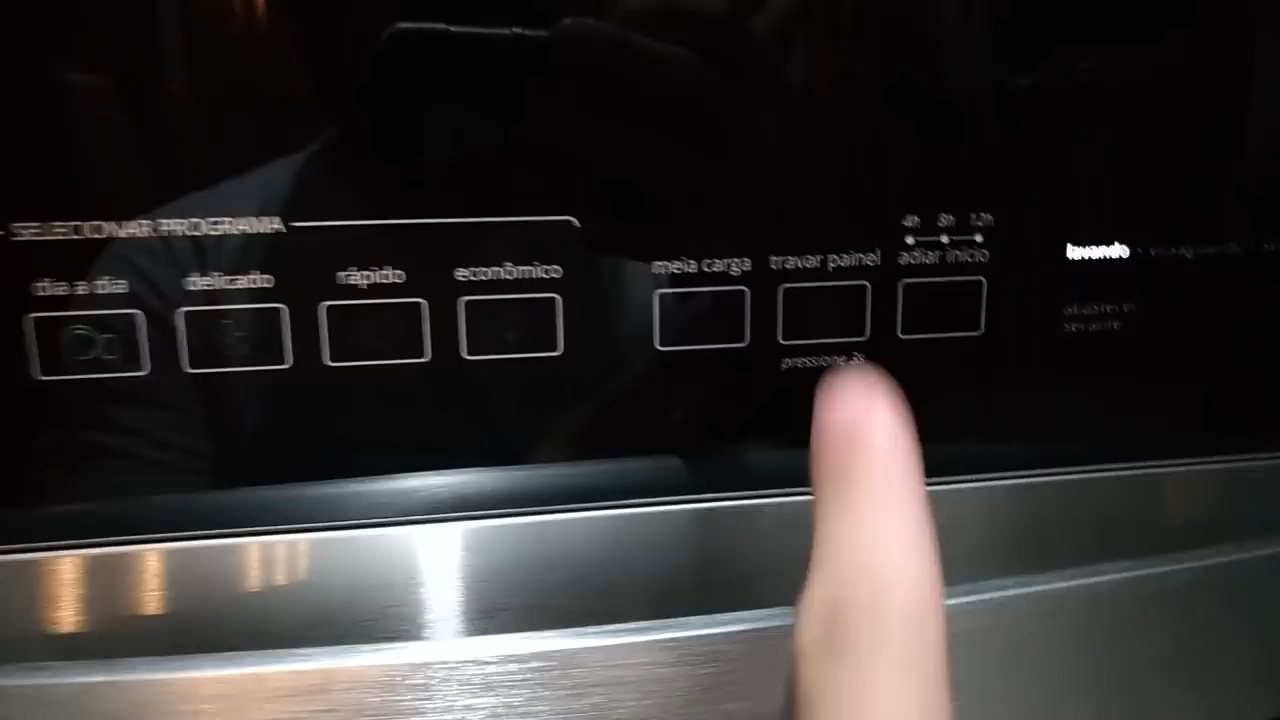 SELECIONAR PROGRAMA
dia a dia
delicado
rápido
econômico
meia carga
travar painel
pressione 3s
4h 8h 12h
adiar início
lavando